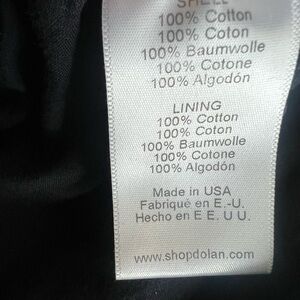 SHELL
100% Cotton
100% Coton
100% Baumwolle
100% Cotone
100% Algodón
LINING
100% Cotton
100% Coton
100% Baumwolle
100% Cotone
100% Algodón
Made in USA
Fabriqué en E.-U.
Hecho en E E. U U.
www.shopdolan.com